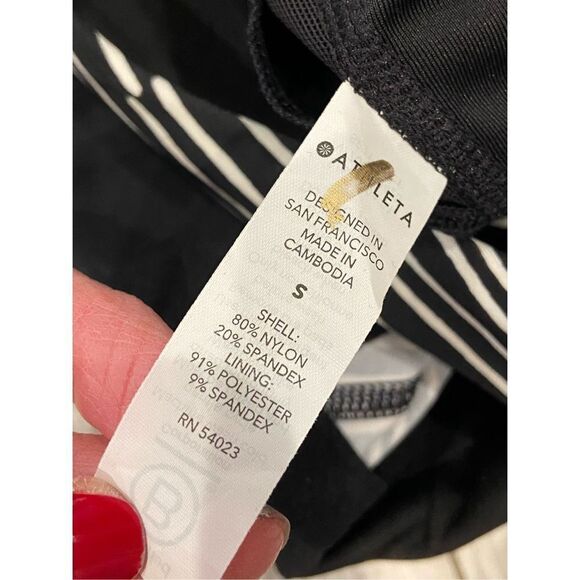 ATHLETA
DESIGNED IN
SAN FRANCISCO
MADE IN
CAMBODIA
S
SHELL:
80% NYLON
20% SPANDEX
LINING:
91% POLYESTER
9% SPANDEX
RN 54023
B